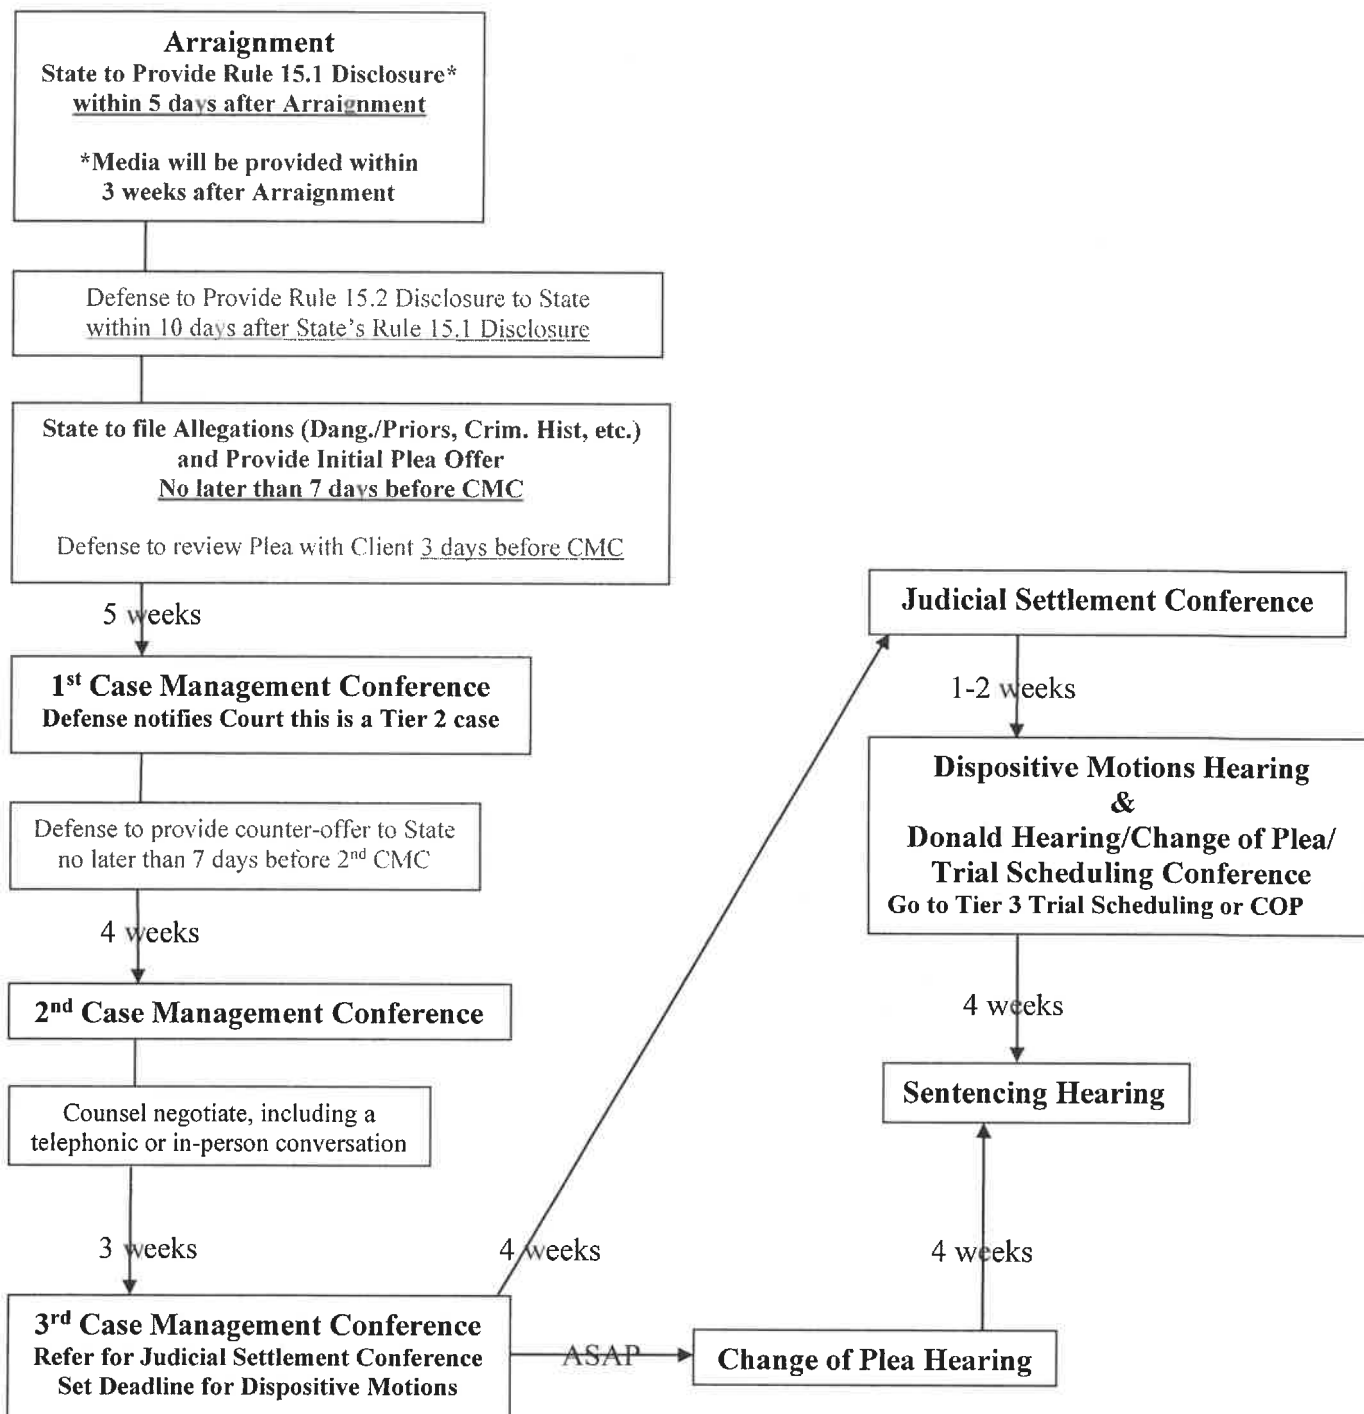 Arraignment
State to Provide Rule 15.1 Disclosure*
within 5 days after Arraignment
*Media will be provided within
3 weeks after Arraignment
Defense to Provide Rule 15.2 Disclosure to State
within 10 days after State's Rule 15.1 Disclosure
State to file Allegations (Dang./Priors, Crim. Hist, etc.)
and Provide Initial Plea Offer
No later than 7 days before CMC
Defense to review Plea with Client 3 days before CMC
5 weeks
1st Case Management Conference
Defense notifies Court this is a Tier 2 case
Defense to provide counter-offer to State
no later than 7 days before 2nd CMC
4 weeks
2nd Case Management Conference
Counsel negotiate, including a
telephonic or in-person conversation
3 weeks
3rd Case Management Conference
Refer for Judicial Settlement Conference
Set Deadline for Dispositive Motions
4 weeks
ASAP
Judicial Settlement Conference
1-2 weeks
Dispositive Motions Hearing
&
Donald Hearing/Change of Plea/
Trial Scheduling Conference
Go to Tier 3 Trial Scheduling or COP
4 weeks
Sentencing Hearing
4 weeks
Change of Plea Hearing